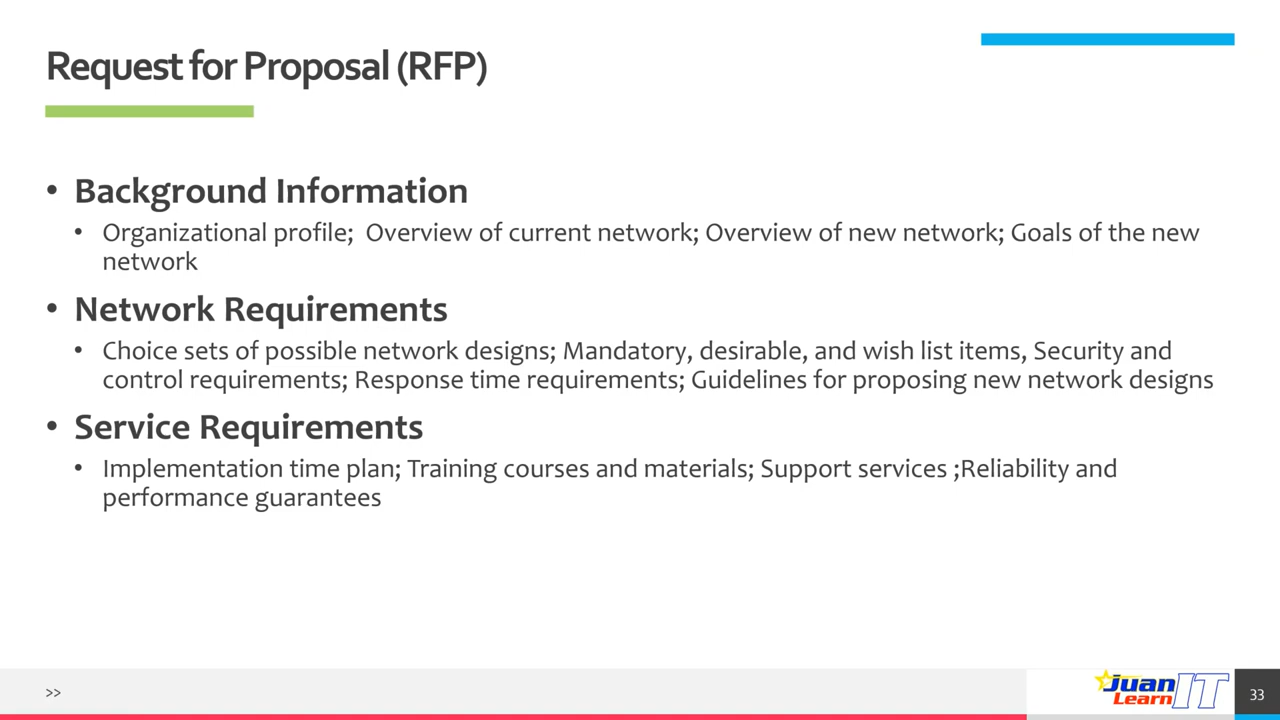 Request for Proposal (RFP)
• Background Information
• Organizational profile;  Overview of current network; Overview of new network; Goals of the new
network
• Network Requirements
• Choice sets of possible network designs; Mandatory, desirable, and wish list items, Security and
control requirements; Response time requirements; Guidelines for proposing new network designs
• Service Requirements
• Implementation time plan; Training courses and materials; Support services ;Reliability and
performance guarantees
>>
Juan
Learn
IT
33